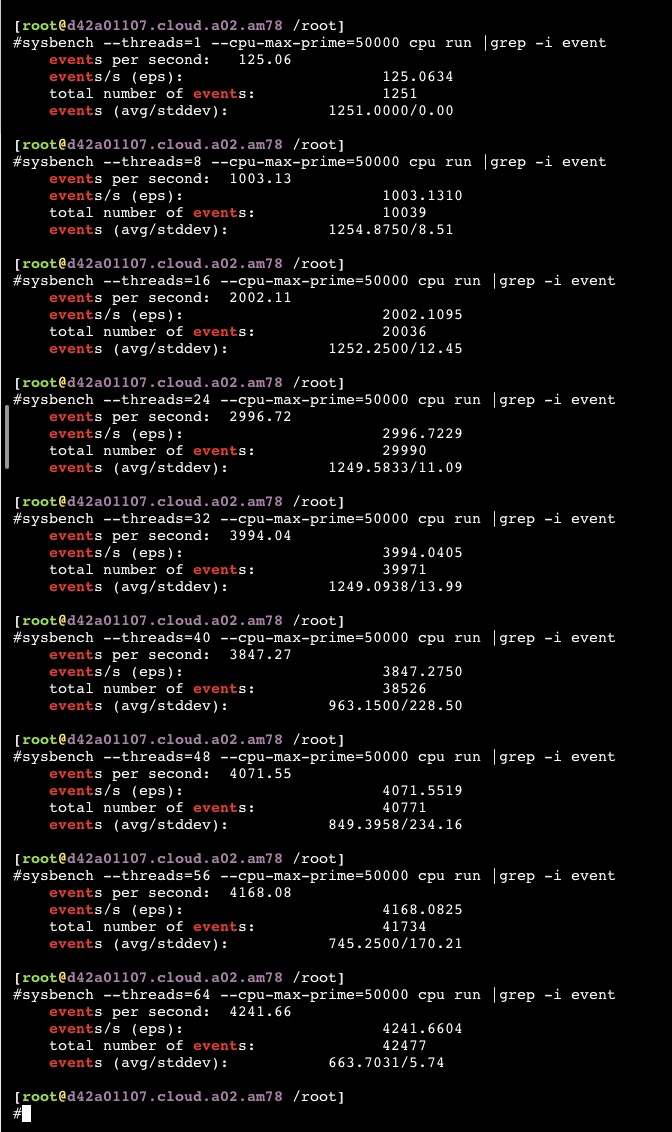 [root@d42a01107.cloud.a02.am78 /root]
#sysbench --threads=1 --cpu-max-prime=50000 cpu run |grep -i event
    events per second:   125.06
    events/s (eps):                      125.0634
    total number of events:              1251
    events (avg/stddev):           1251.0000/0.00

[root@d42a01107.cloud.a02.am78 /root]
#sysbench --threads=8 --cpu-max-prime=50000 cpu run |grep -i event
    events per second:  1003.13
    events/s (eps):                      1003.1310
    total number of events:              10039
    events (avg/stddev):           1254.8750/8.51

[root@d42a01107.cloud.a02.am78 /root]
#sysbench --threads=16 --cpu-max-prime=50000 cpu run |grep -i event
    events per second:  2002.11
    events/s (eps):                      2002.1095
    total number of events:              20036
    events (avg/stddev):           1252.2500/12.45

[root@d42a01107.cloud.a02.am78 /root]
#sysbench --threads=24 --cpu-max-prime=50000 cpu run |grep -i event
    events per second:  2996.72
    events/s (eps):                      2996.7229
    total number of events:              29990
    events (avg/stddev):           1249.5833/11.09

[root@d42a01107.cloud.a02.am78 /root]
#sysbench --threads=32 --cpu-max-prime=50000 cpu run |grep -i event
    events per second:  3994.04
    events/s (eps):                      3994.0405
    total number of events:              39971
    events (avg/stddev):           1249.0938/13.99

[root@d42a01107.cloud.a02.am78 /root]
#sysbench --threads=40 --cpu-max-prime=50000 cpu run |grep -i event
    events per second:  3847.27
    events/s (eps):                      3847.2750
    total number of events:              38526
    events (avg/stddev):           963.1500/228.50

[root@d42a01107.cloud.a02.am78 /root]
#sysbench --threads=48 --cpu-max-prime=50000 cpu run |grep -i event
    events per second:  4071.55
    events/s (eps):                      4071.5519
    total number of events:              40771
    events (avg/stddev):           849.3958/234.16

[root@d42a01107.cloud.a02.am78 /root]
#sysbench --threads=56 --cpu-max-prime=50000 cpu run |grep -i event
    events per second:  4168.08
    events/s (eps):                      4168.0825
    total number of events:              41734
    events (avg/stddev):           745.2500/170.21

[root@d42a01107.cloud.a02.am78 /root]
#sysbench --threads=64 --cpu-max-prime=50000 cpu run |grep -i event
    events per second:  4241.66
    events/s (eps):                      4241.6604
    total number of events:              42477
    events (avg/stddev):           663.7031/5.74

[root@d42a01107.cloud.a02.am78 /root]
#